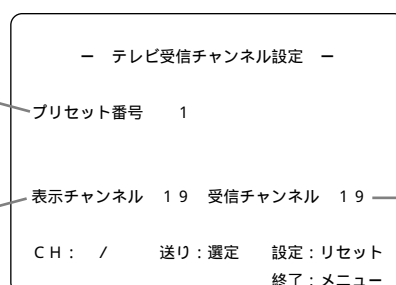 － テレビ受信チャンネル設定 －
プリセット番号 1
表示チャンネル 19 受信チャンネル 19
CH： / 送り：選定 設定：リセット
終了：メニュー